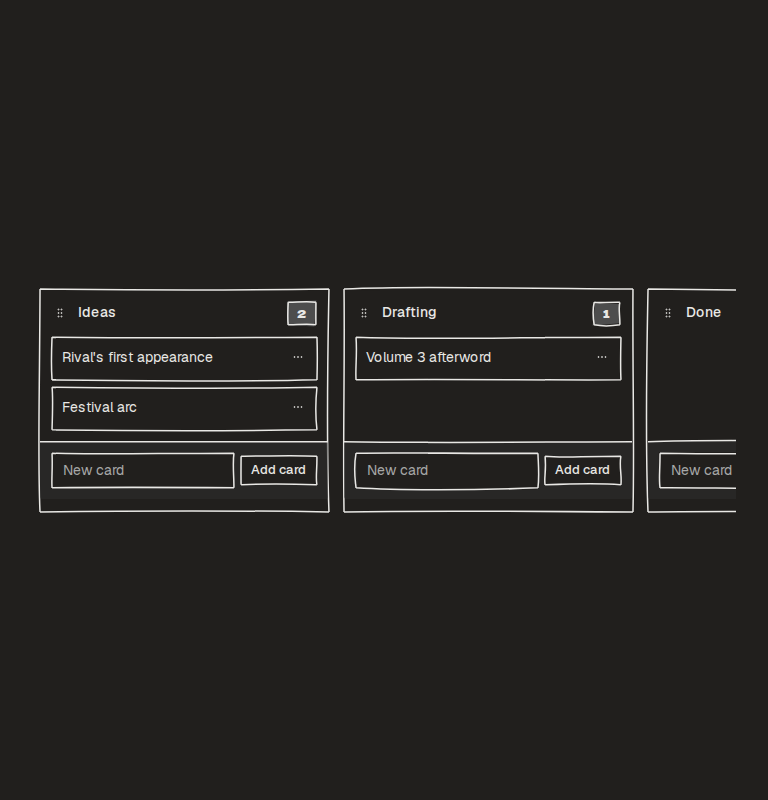 Ideas
2
Rival's first appearance
Festival arc
New card
Add card
Drafting
1
Volume 3 afterword
New card
Add card
Done
New card